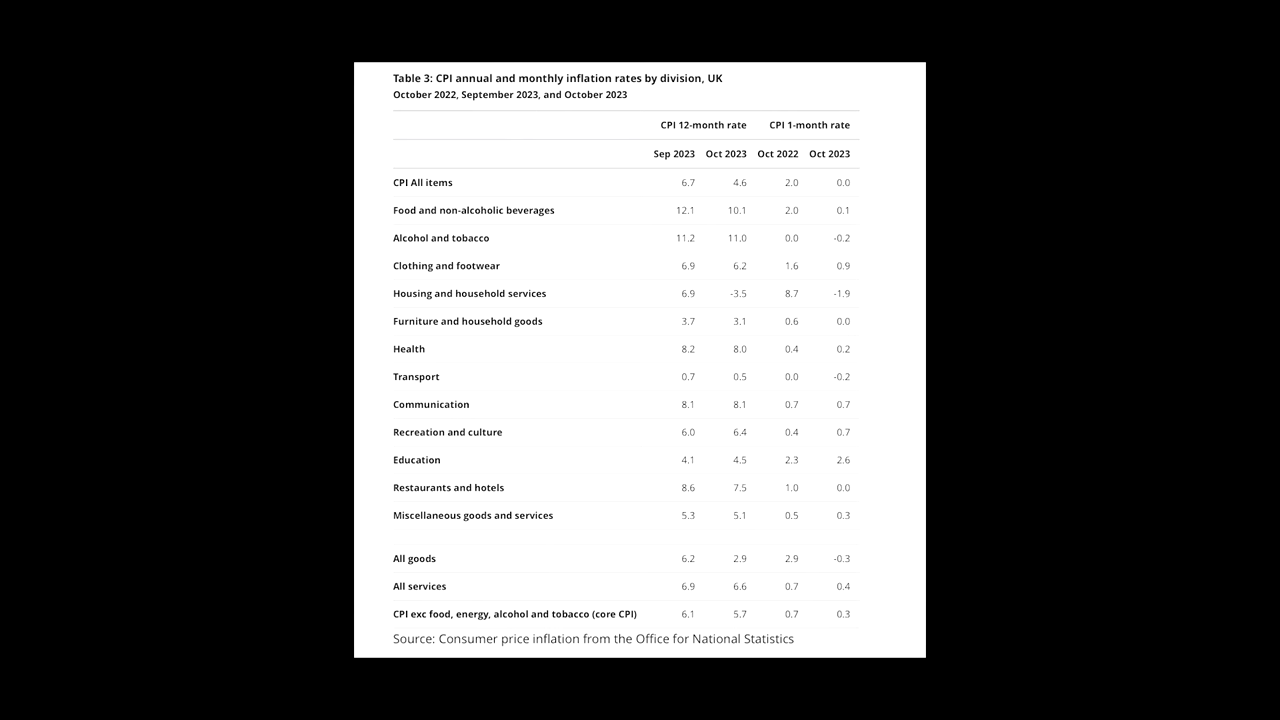 Table 3: CPI annual and monthly inflation rates by division, UK
October 2022, September 2023, and October 2023
CPI 12-month rate CPI 1-month rate
Sep 2023 Oct 2023 Oct 2022 Oct 2023
CPI All items 6.7 4.6 2.0 0.0
Food and non-alcoholic beverages 12.1 10.1 2.0 0.1
Alcohol and tobacco 11.2 11.0 0.0 -0.2
Clothing and footwear 6.9 6.2 1.6 0.9
Housing and household services 6.9 -3.5 8.7 -1.9
Furniture and household goods 3.7 3.1 0.6 0.0
Health 8.2 8.0 0.4 0.2
Transport 0.7 0.5 0.0 -0.2
Communication 8.1 8.1 0.7 0.7
Recreation and culture 6.0 6.4 0.4 0.7
Education 4.1 4.5 2.3 2.6
Restaurants and hotels 8.6 7.5 1.0 0.0
Miscellaneous goods and services 5.3 5.1 0.5 0.3
All goods 6.2 2.9 2.9 -0.3
All services 6.9 6.6 0.7 0.4
CPI exc food, energy, alcohol and tobacco (core CPI) 6.1 5.7 0.7 0.3
Source: Consumer price inflation from the Office for National Statistics